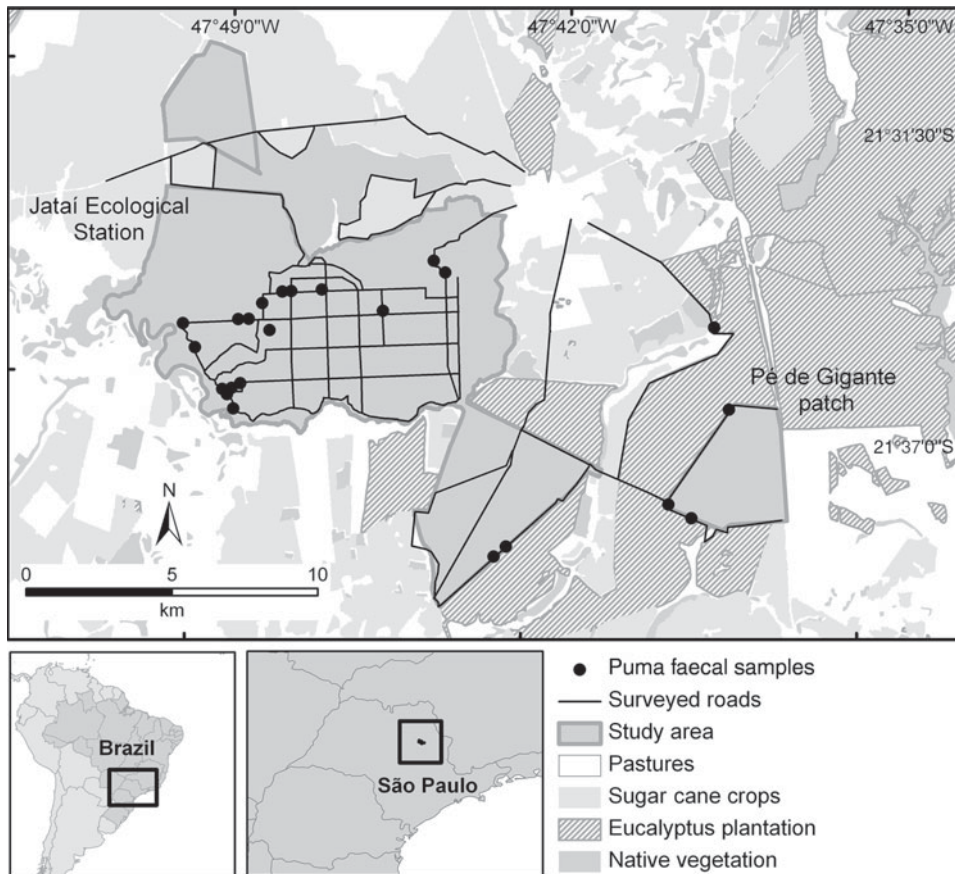 47°49'0"W
47°42'0"W
47°35'0"W
21°31'30"S
Jataí Ecological
Station
Pé de Gigante
patch
21°37'0"S
N
0 5 10
km
Brazil
São Paulo
Puma faecal samples
Surveyed roads
Study area
Pastures
Sugar cane crops
Eucalyptus plantation
Native vegetation